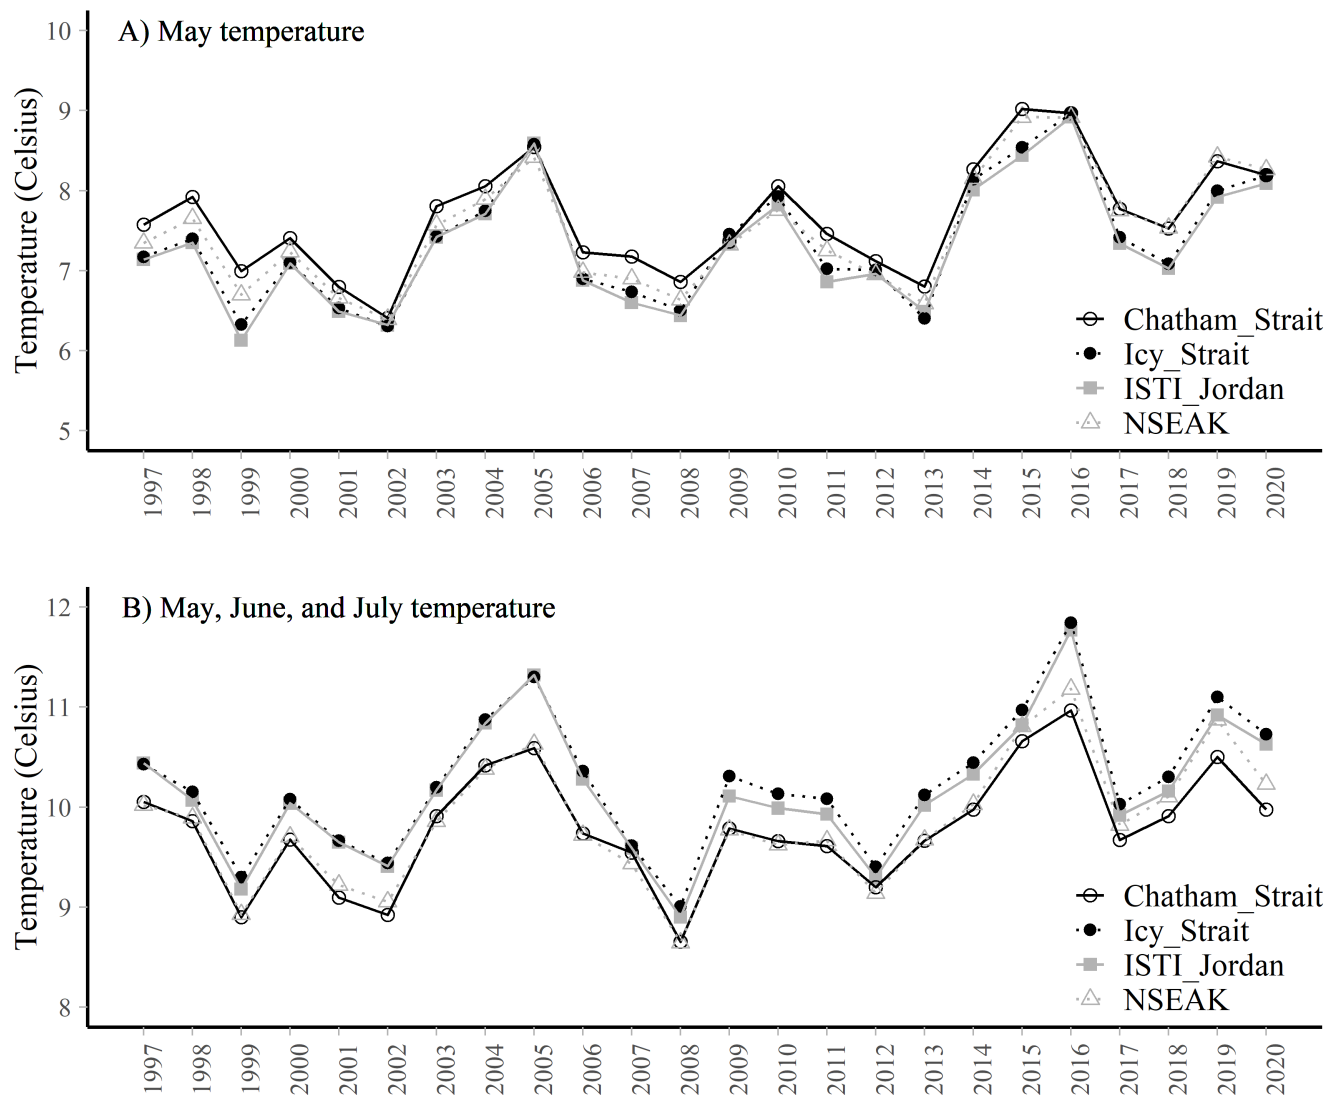 A) May temperature
Temperature (Celsius)
10
9
8
7
6
5
Chatham_Strait
Icy_Strait
ISTI_Jordan
NSEAK
1997 1998 1999 2000 2001 2002 2003 2004 2005 2006 2007 2008 2009 2010 2011 2012 2013 2014 2015 2016 2017 2018 2019 2020
B) May, June, and July temperature
Temperature (Celsius)
12
11
10
9
8
Chatham_Strait
Icy_Strait
ISTI_Jordan
NSEAK
1997 1998 1999 2000 2001 2002 2003 2004 2005 2006 2007 2008 2009 2010 2011 2012 2013 2014 2015 2016 2017 2018 2019 2020